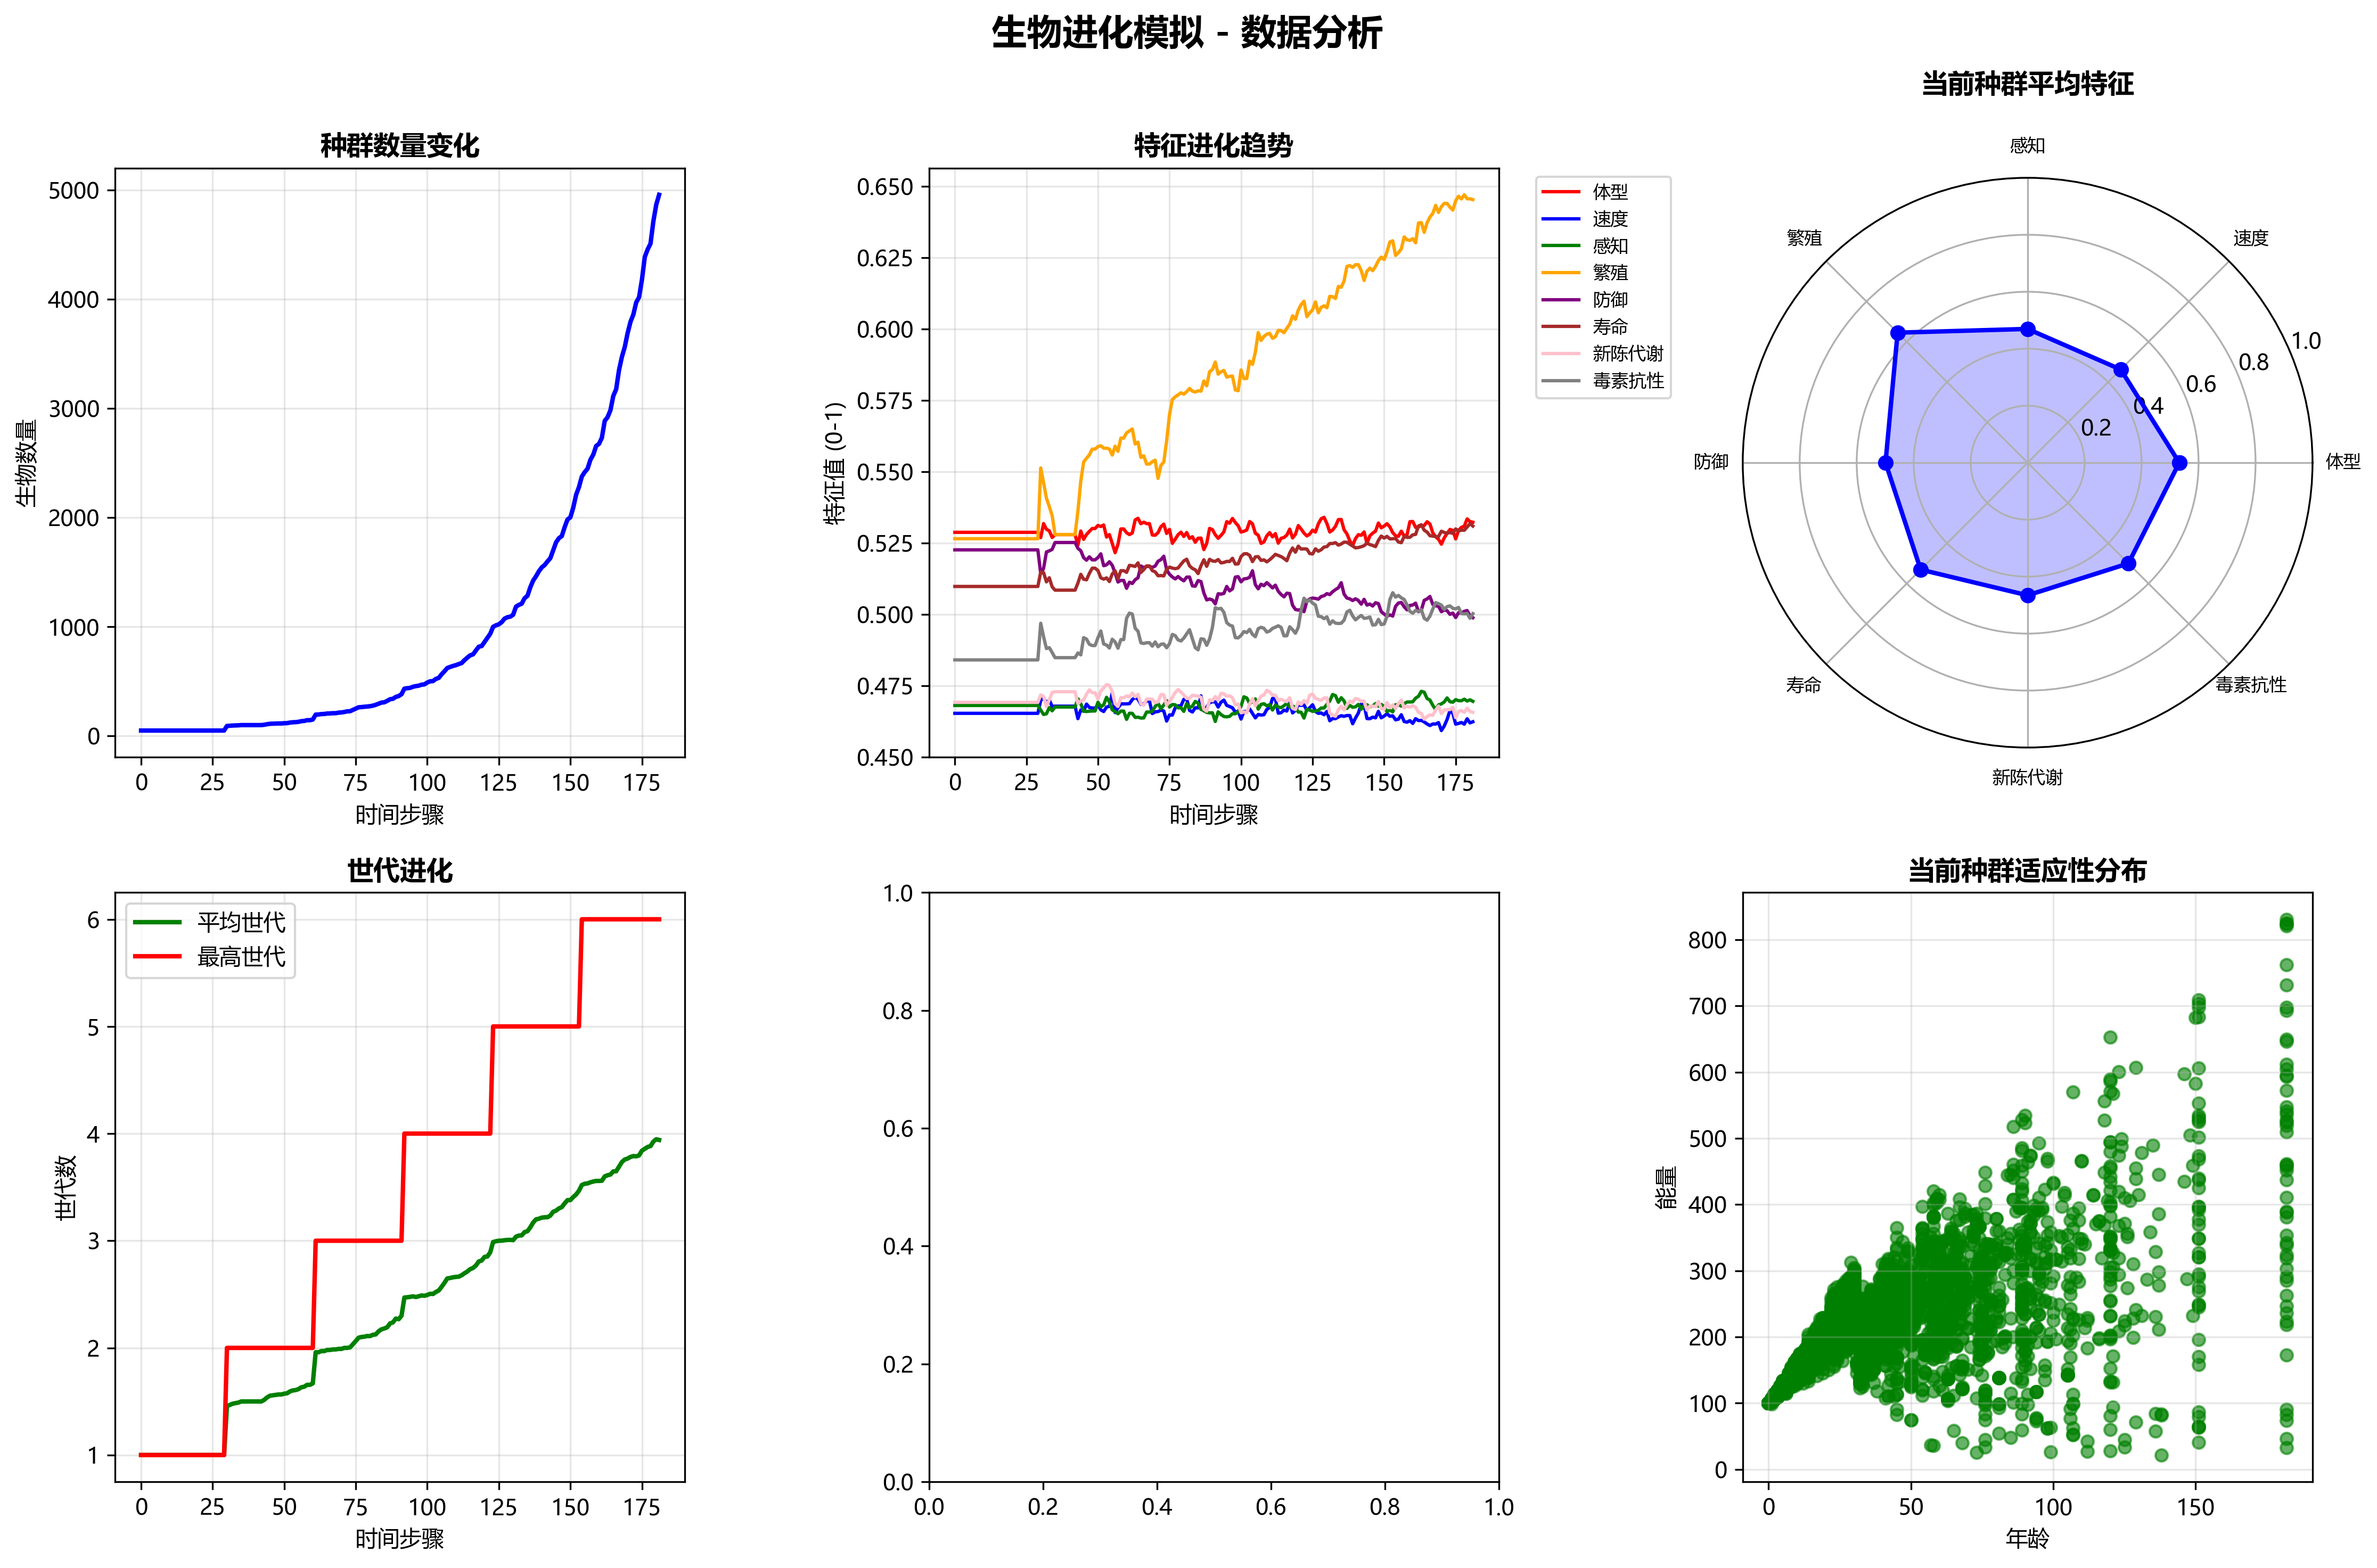 生物进化模拟 - 数据分析
种群数量变化
5000
4000
3000
2000
1000
0
生物数量
0 25 50 75 100 125 150 175
时间步骤
特征进化趋势
0.650
0.625
0.600
0.575
0.550
0.525
0.500
0.475
0.450
特征值 (0-1)
0 25 50 75 100 125 150 175
时间步骤
体型
速度
感知
繁殖
防御
寿命
新陈代谢
毒素抗性
当前种群平均特征
感知
繁殖
速度
防御
体型
寿命
毒素抗性
新陈代谢
1.0
0.8
0.6
0.4
0.2
世代进化
平均世代
最高世代
6
5
4
3
2
1
世代数
0 25 50 75 100 125 150 175
时间步骤
1.0
0.8
0.6
0.4
0.2
0.0
0.0 0.2 0.4 0.6 0.8 1.0
当前种群适应性分布
800
700
600
500
400
300
200
100
0
能量
0 50 100 150
年龄